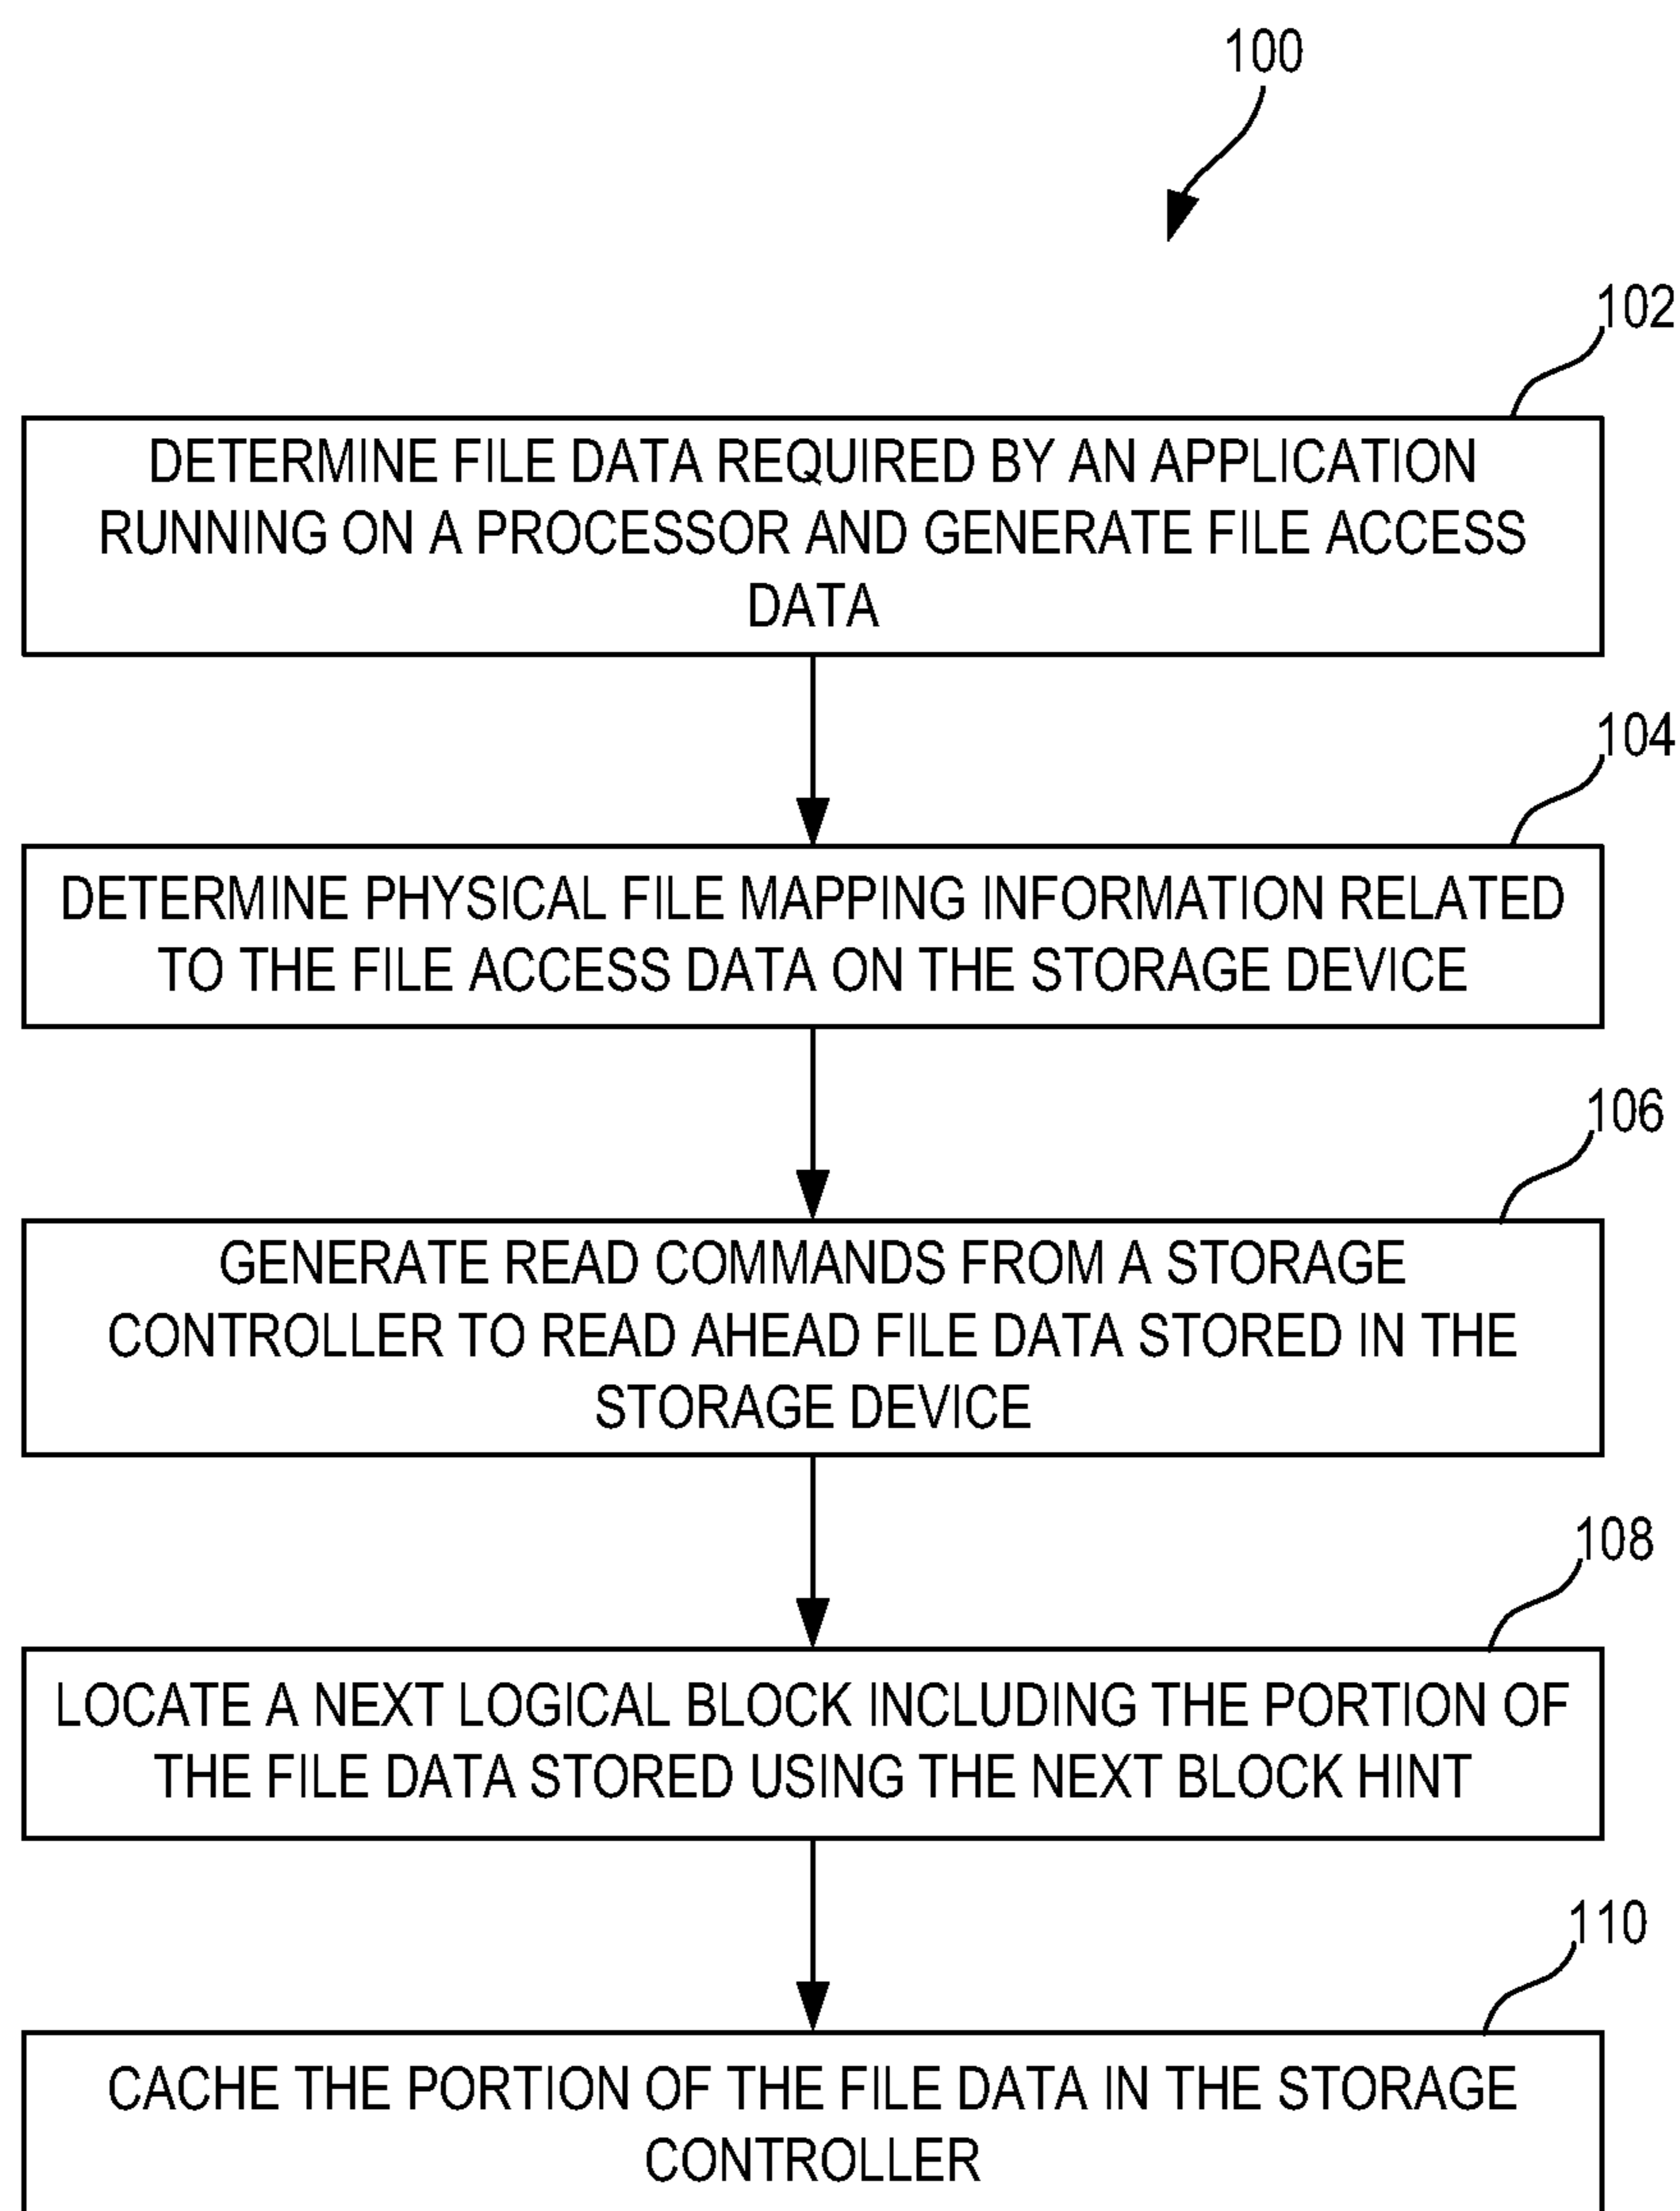 100
102
DETERMINE FILE DATA REQUIRED BY AN APPLICATION
RUNNING ON A PROCESSOR AND GENERATE FILE ACCESS
DATA
104
DETERMINE PHYSICAL FILE MAPPING INFORMATION RELATED
TO THE FILE ACCESS DATA ON THE STORAGE DEVICE
106
GENERATE READ COMMANDS FROM A STORAGE
CONTROLLER TO READ AHEAD FILE DATA STORED IN THE
STORAGE DEVICE
108
LOCATE A NEXT LOGICAL BLOCK INCLUDING THE PORTION OF
THE FILE DATA STORED USING THE NEXT BLOCK HINT
110
CACHE THE PORTION OF THE FILE DATA IN THE STORAGE
CONTROLLER